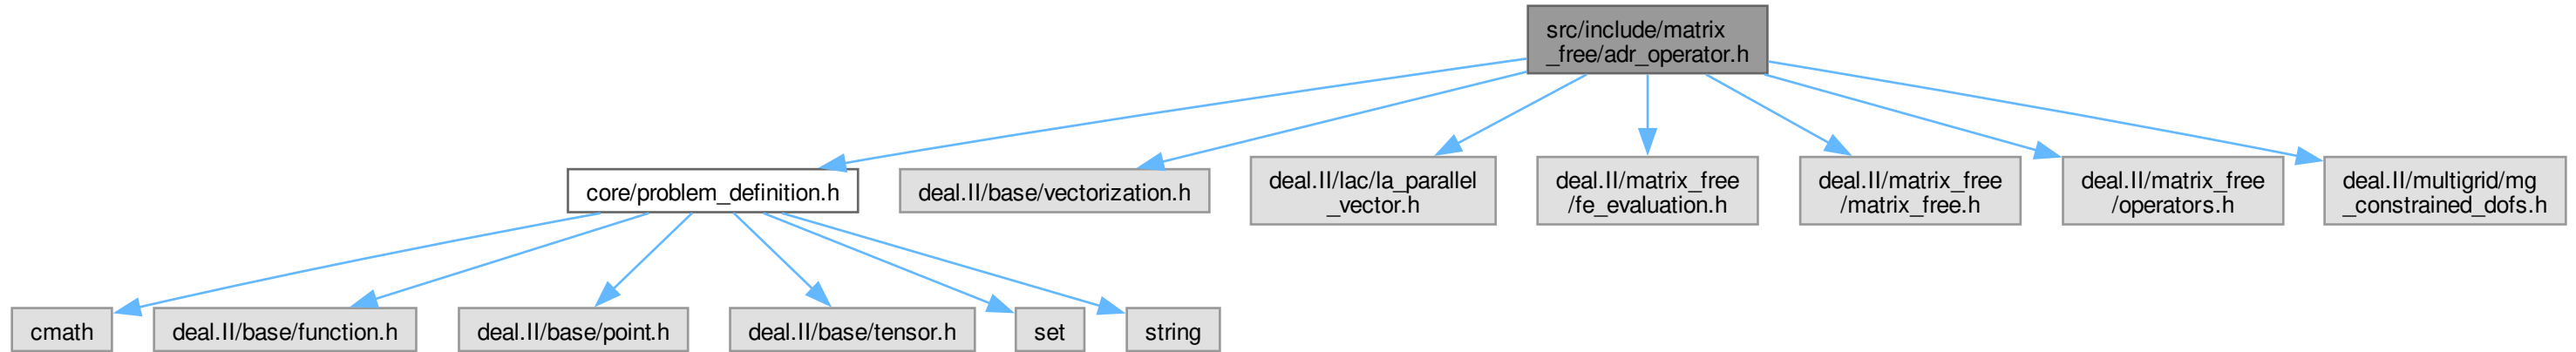 src/include/matrix
_free/adr_operator.h
core/problem_definition.h
deal.II/base/vectorization.h
deal.II/lac/la_parallel
_vector.h
deal.II/matrix_free
/fe_evaluation.h
deal.II/matrix_free
/matrix_free.h
deal.II/matrix_free
/operators.h
deal.II/multigrid/mg
_constrained_dofs.h
cmath
deal.II/base/function.h
deal.II/base/point.h
deal.II/base/tensor.h
set
string